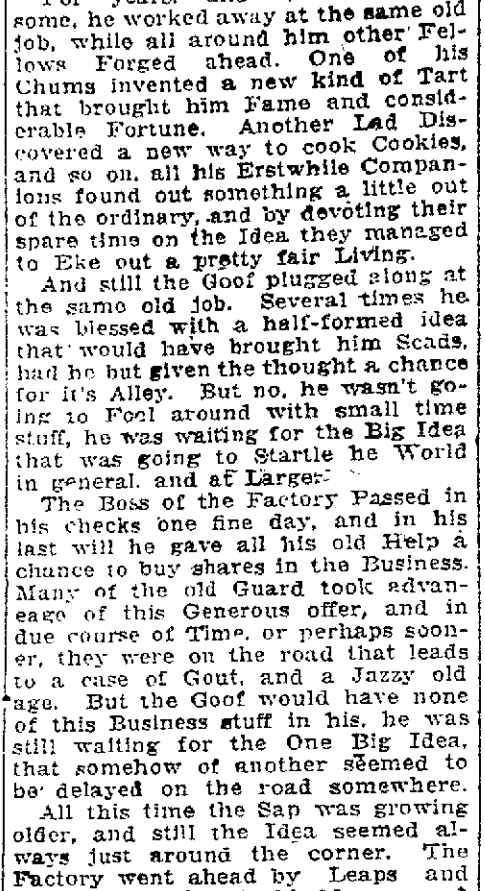 some, he worked away at the same old
job, while all around him other Fel-
lows Forged ahead. One of his
Chums invented a new kind of Tart
that brought him Fame and consid-
erable Fortune. Another Lad Dis-
covered a new way to cook Cookies,
and so on, all his Erstwhile Compan-
ions found out something a little out
of the ordinary, and by devoting their
spare time on the Idea they managed
to Eke out a pretty fair Living.
And still the Goof plugged along at
the same old job. Several times he
was blessed with a half-formed idea
that would have brought him Scads,
had he but given the thought a chance
for it's Alley. But no, he wasn't go-
ing to Fool around with small time
stuff, he was waiting for the Big Idea
that was going to Startle he World
in general, and at Larger.
The Boss of the Factory Passed in
his checks one fine day, and in his
last will he gave all his old Help a
chance to buy shares in the Business.
Many of the old Guard took advan-
eage of this Generous offer, and in
due course of Time, or perhaps soon-
er, they were on the road that leads
to a case of Gout, and a Jazzy old
age. But the Goof would have none
of this Business stuff in his, he was
still waiting for the One Big Idea,
that somehow of another seemed to
be delayed on the road somewhere.
All this time the Sap was growing
older, and still the Idea seemed al-
ways just around the corner. The
Factory went ahead by Leaps and